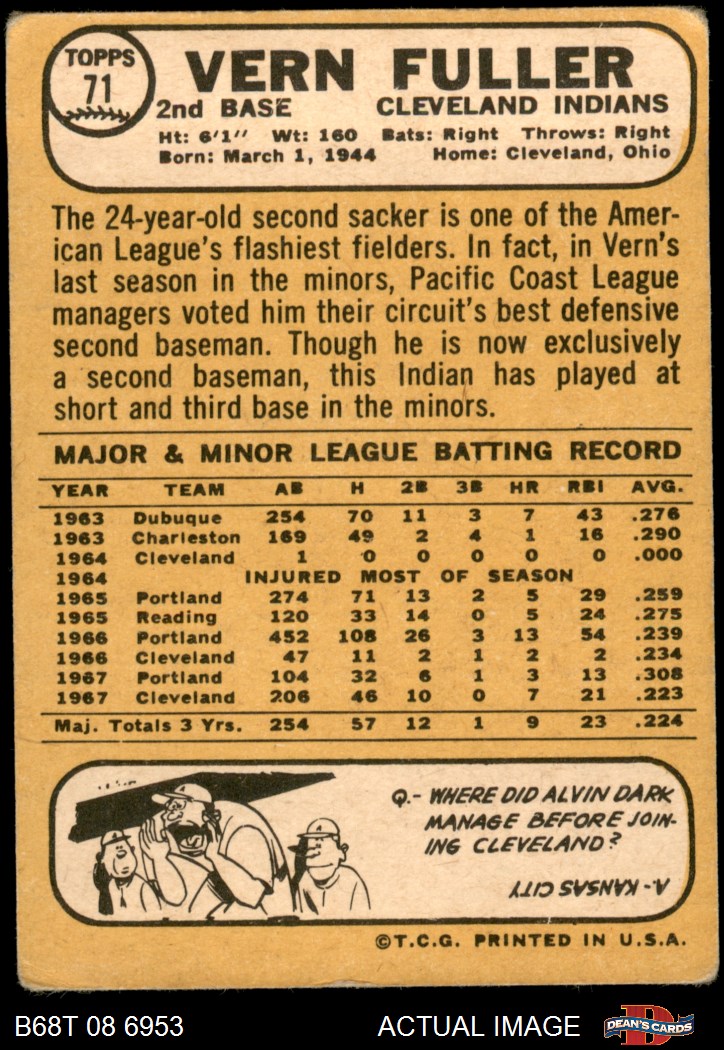 TOPPS
71
VERN FULLER
2nd BASE CLEVELAND INDIANS
Ht: 6'1" Wt: 160 Bats: Right Throws: Right
Born: March 1, 1944 Home: Cleveland, Ohio
The 24-year-old second sacker is one of the Amer-
ican League's flashiest fielders. In fact, in Vern's
last season in the minors, Pacific Coast League
managers voted him their circuit's best defensive
second baseman. Though he is now exclusively
a second baseman, this Indian has played at
short and third base in the minors.
MAJOR & MINOR LEAGUE BATTING RECORD
YEAR TEAM AB H 2B 3B HR RBI AVG.
1963 Dubuque 254 70 11 3 7 43 .276
1963 Charleston 169 49 2 4 1 16 .290
1964 Cleveland 1 0 0 0 0 0 .000
1964 INJURED MOST OF SEASON
1965 Portland 274 71 13 2 5 29 .259
1965 Reading 120 33 14 0 5 24 .275
1966 Portland 452 108 26 3 13 54 .239
1966 Cleveland 47 11 2 1 2 2 .234
1967 Portland 104 32 6 1 3 13 .308
1967 Cleveland 206 46 10 0 7 21 .223
Maj. Totals 3 Yrs. 254 57 12 1 9 23 .224
Q.- WHERE DID ALVIN DARK
MANAGE BEFORE JOIN-
ING CLEVELAND?
A- KANSAS CITY
©T.C.G. PRINTED IN U.S.A.
B68T 08 6953 ACTUAL IMAGE DEAN'S CARDS